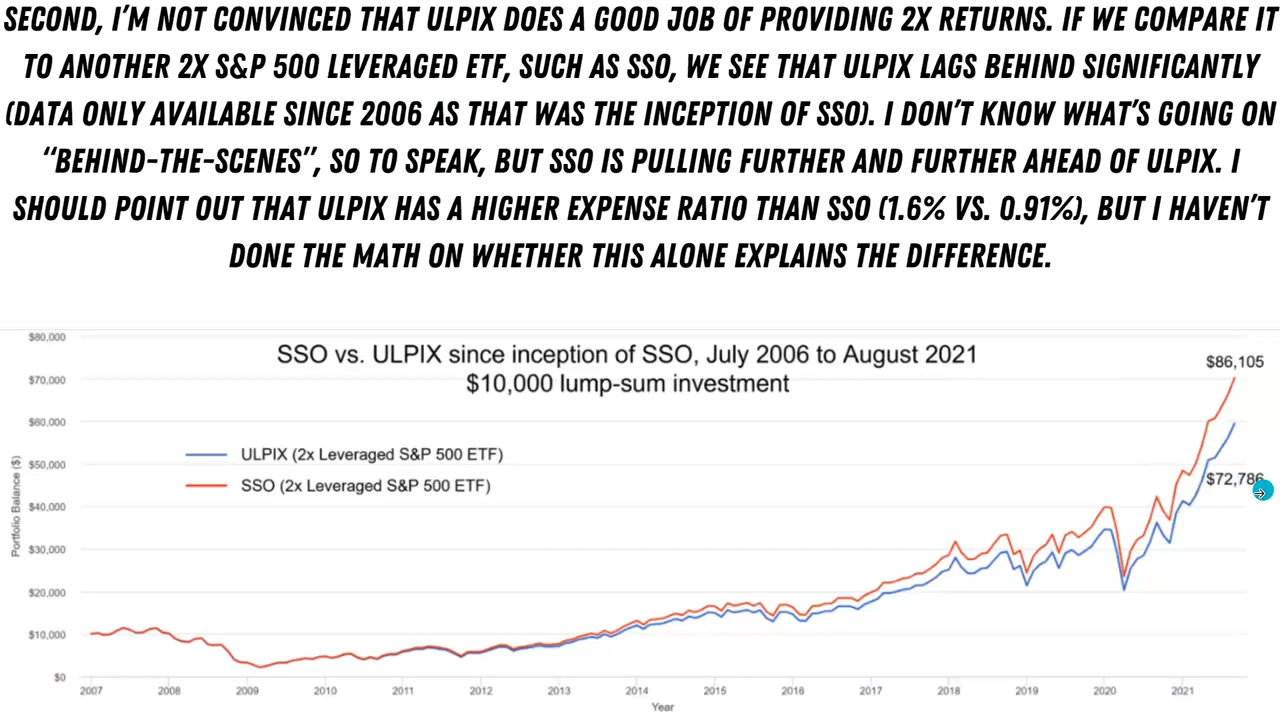 SECOND, I'M NOT CONVINCED THAT ULPIX DOES A GOOD JOB OF PROVIDING 2X RETURNS. IF WE COMPARE IT
TO ANOTHER 2X S&P 500 LEVERAGED ETF, SUCH AS SSO, WE SEE THAT ULPIX LAGS BEHIND SIGNIFICANTLY
(DATA ONLY AVAILABLE SINCE 2006 AS THAT WAS THE INCEPTION OF SSO). I DON'T KNOW WHAT'S GOING ON
“BEHIND-THE-SCENES”, SO TO SPEAK, BUT SSO IS PULLING FURTHER AND FURTHER AHEAD OF ULPIX. I
SHOULD POINT OUT THAT ULPIX HAS A HIGHER EXPENSE RATIO THAN SSO (1.6% VS. 0.91%), BUT I HAVEN'T
DONE THE MATH ON WHETHER THIS ALONE EXPLAINS THE DIFFERENCE.
SSO vs. ULPIX since inception of SSO, July 2006 to August 2021
$10,000 lump-sum investment
$86,105
$72,786
ULPIX (2x Leveraged S&P 500 ETF)
SSO (2x Leveraged S&P 500 ETF)
Portfolio Balance ($)
$80,000
$70,000
$60,000
$50,000
$40,000
$30,000
$20,000
$10,000
$0
2007 2008 2009 2010 2011 2012 2013 2014 2015 2016 2017 2018 2019 2020 2021
Year